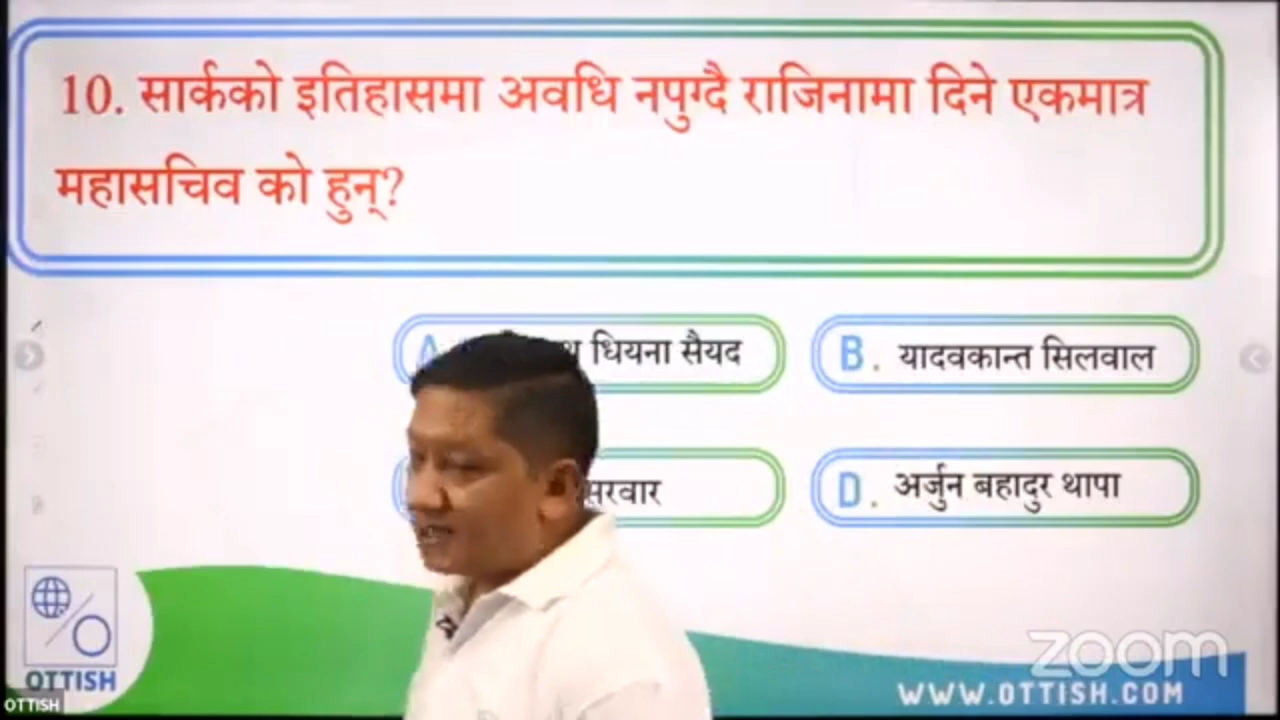 10. सार्कको इतिहासमा अवधि नपुग्दै राजिनामा दिने एकमात्र
महासचिव को हुन्?
A धियना सैयद
B. यादवकान्त सिलवाल
सरवार
D. अर्जुन बहादुर थापा
OTTISH
OTTISH
zoom
WWW.OTTISH.COM